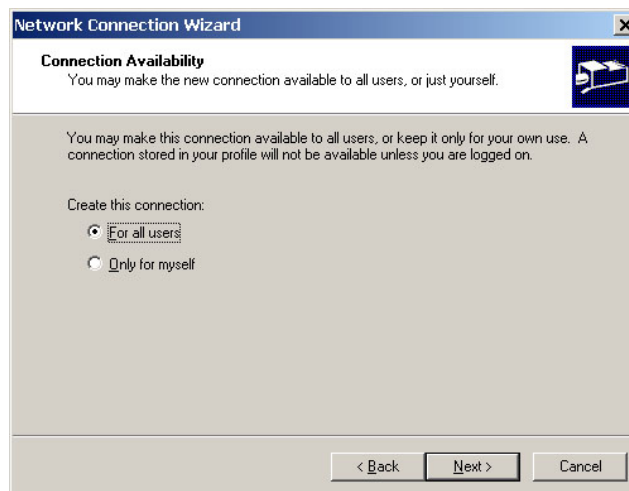 Network Connection Wizard
Connection Availability
You may make the new connection available to all users, or just yourself.
You may make this connection available to all users, or keep it only for your own use. A
connection stored in your profile will not be available unless you are logged on.
Create this connection:
For all users
Only for myself
< Back Next > Cancel